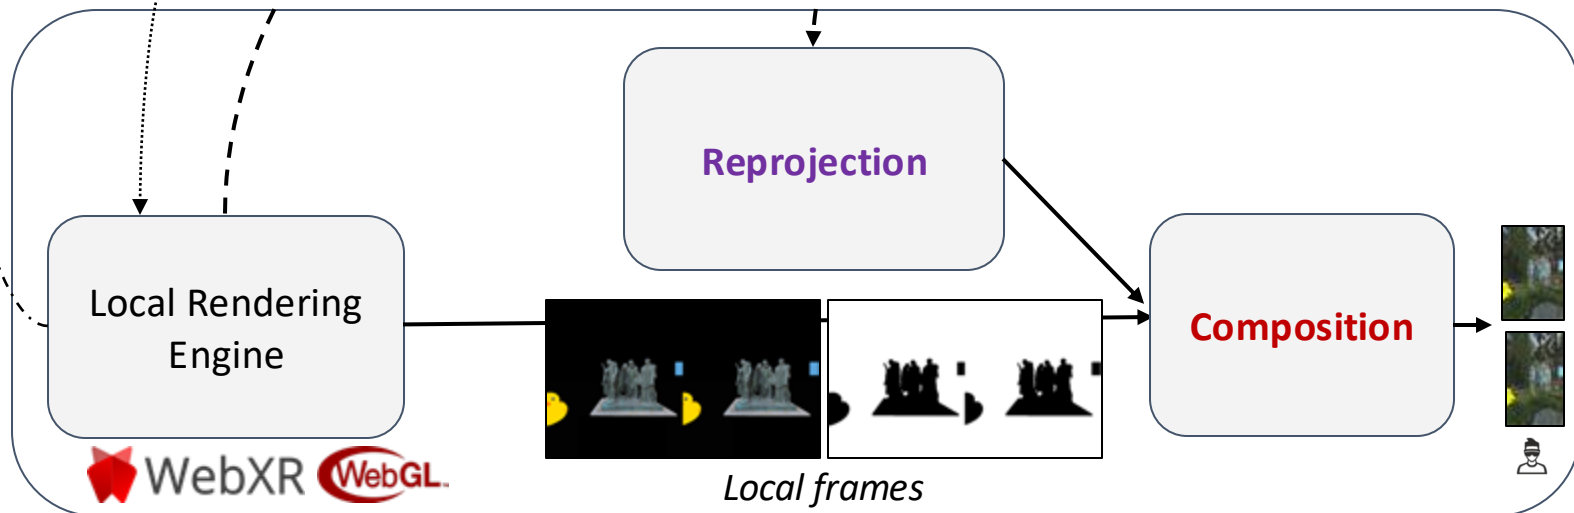 Reprojection
Local Rendering
Engine
Composition
WebXR
WebGL
Local frames